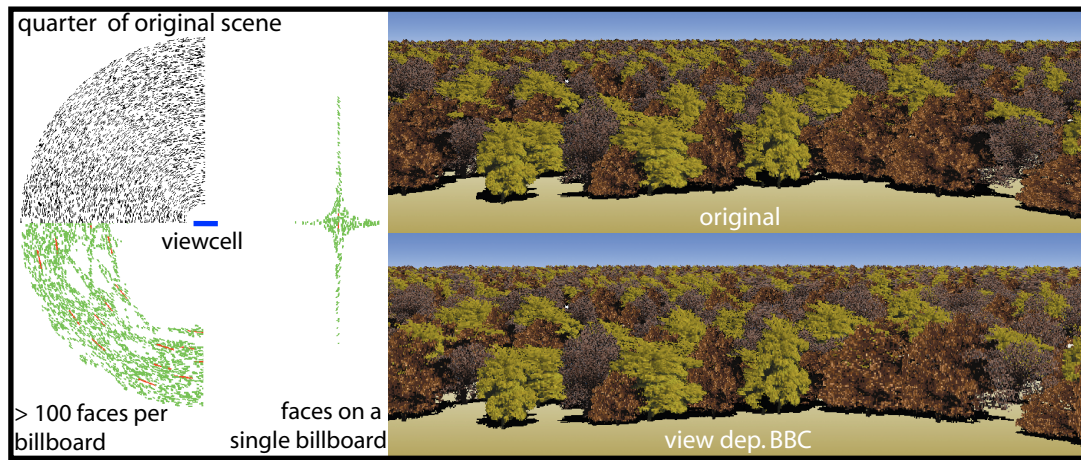 quarter of original scene
viewcell
> 100 faces per
billboard
faces on a
single billboard
original
view dep. BBC